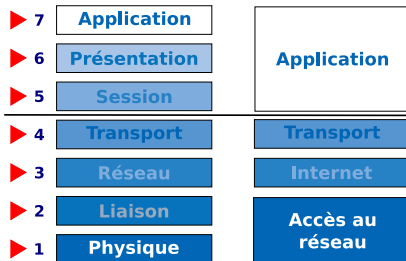 7 Application
6 Présentation
Application
5 Session
4 Transport Transport
3 Réseau Internet
2 Liaison
Accès au
réseau
1 Physique